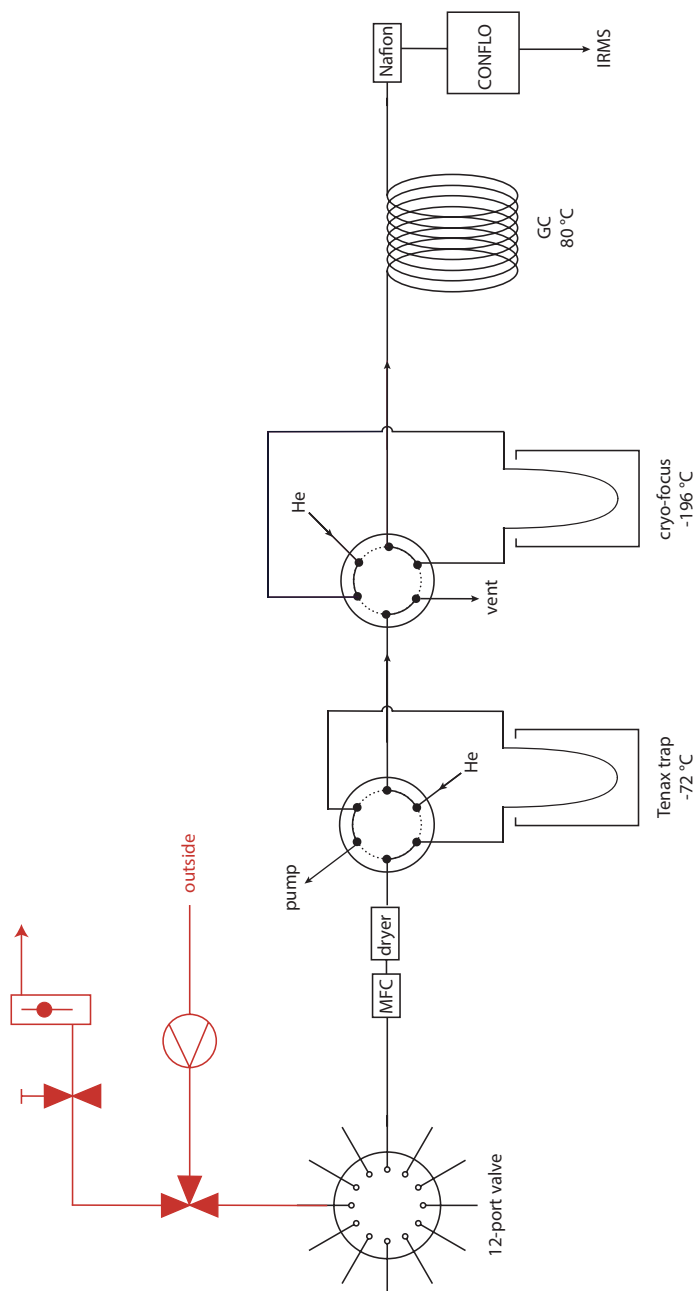 outside
12-port valve
MFC
dryer
pump
He
Tenax trap
-72 °C
He
vent
cryo-focus
-196 °C
GC
80 °C
Nafion
CONFLO
IRMS